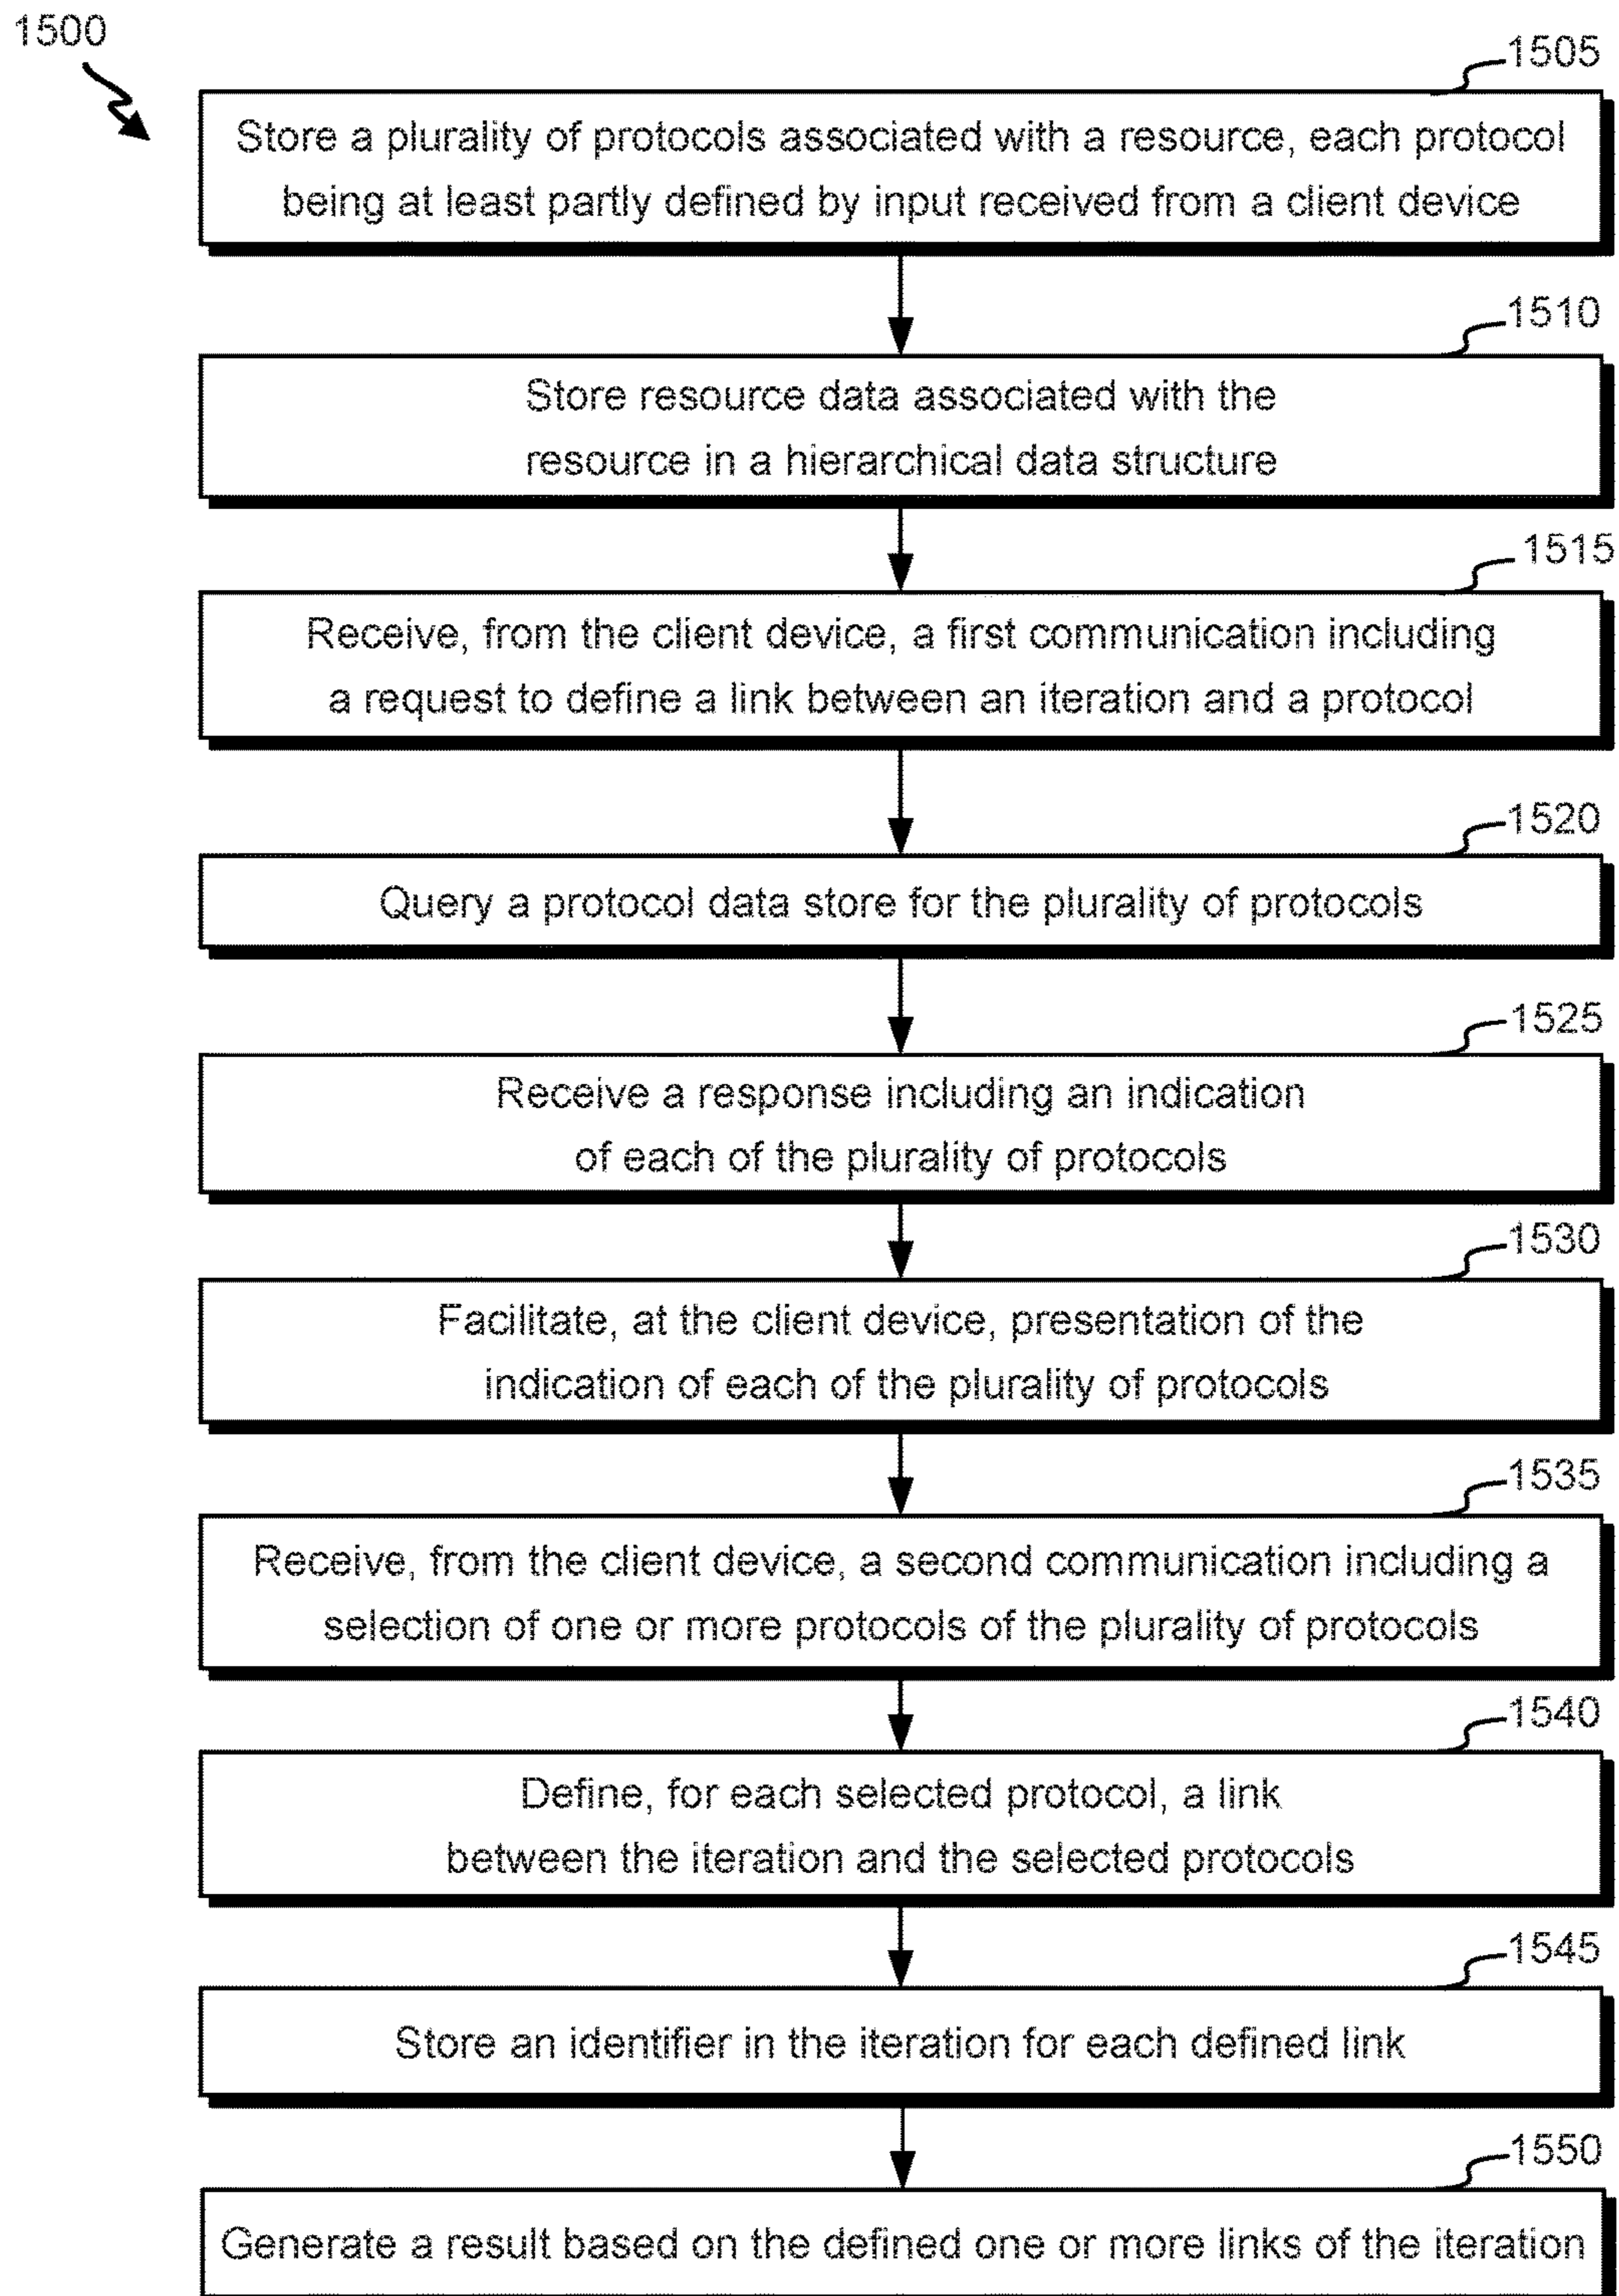 1500
1505
Store a plurality of protocols associated with a resource, each protocol
being at least partly defined by input received from a client device
1510
Store resource data associated with the
resource in a hierarchical data structure
1515
Receive, from the client device, a first communication including
a request to define a link between an iteration and a protocol
1520
Query a protocol data store for the plurality of protocols
1525
Receive a response including an indication
of each of the plurality of protocols
1530
Facilitate, at the client device, presentation of the
indication of each of the plurality of protocols
1535
Receive, from the client device, a second communication including a
selection of one or more protocols of the plurality of protocols
1540
Define, for each selected protocol, a link
between the iteration and the selected protocols
1545
Store an identifier in the iteration for each defined link
1550
Generate a result based on the defined one or more links of the iteration